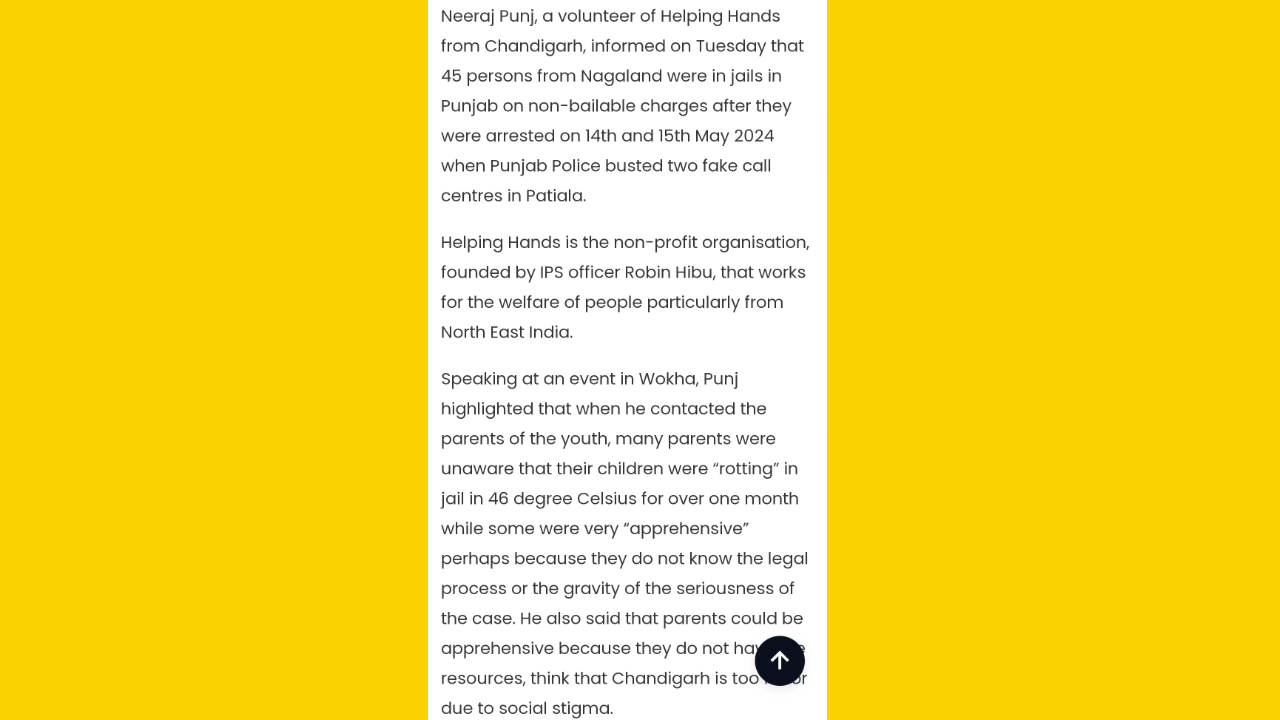 Neeraj Punj, a volunteer of Helping Hands
from Chandigarh, informed on Tuesday that
45 persons from Nagaland were in jails in
Punjab on non-bailable charges after they
were arrested on 14th and 15th May 2024
when Punjab Police busted two fake call
centres in Patiala.
Helping Hands is the non-profit organisation,
founded by IPS officer Robin Hibu, that works
for the welfare of people particularly from
North East India.
Speaking at an event in Wokha, Punj
highlighted that when he contacted the
parents of the youth, many parents were
unaware that their children were “rotting” in
jail in 46 degree Celsius for over one month
while some were very “apprehensive”
perhaps because they do not know the legal
process or the gravity of the seriousness of
the case. He also said that parents could be
apprehensive because they do not
resources, think that Chandigarh is too
due to social stigma.